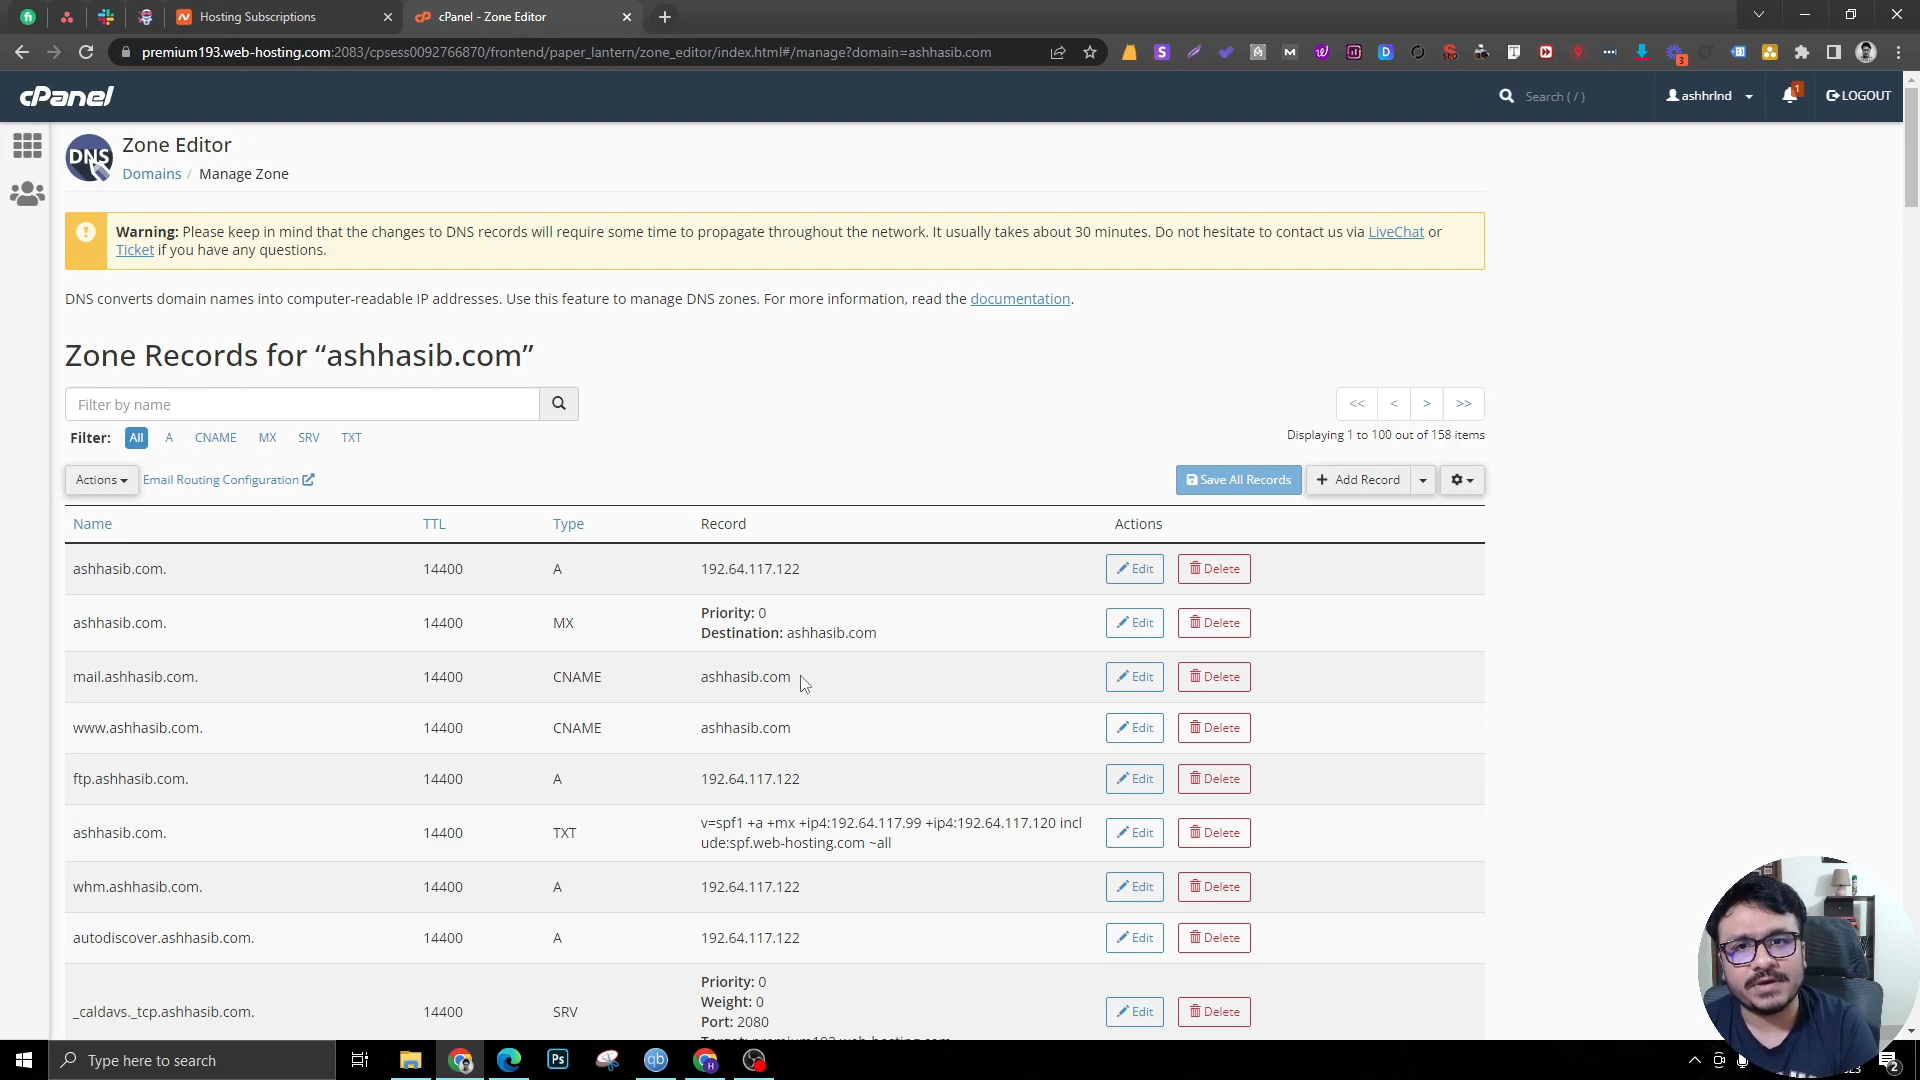 Hosting Subscriptions
cPanel - Zone Editor
premium193.web-hosting.com:2083/cpsess0092766870/frontend/paper_lantern/zone_editor/index.html#/manage?domain=ashhasib.com
cPanel
Search ( / )
ashhrlnd
1
LOGOUT
DNS
Zone Editor
Domains / Manage Zone
Warning: Please keep in mind that the changes to DNS records will require some time to propagate throughout the network. It usually takes about 30 minutes. Do not hesitate to contact us via LiveChat or
Ticket if you have any questions.
DNS converts domain names into computer-readable IP addresses. Use this feature to manage DNS zones. For more information, read the documentation.
Zone Records for “ashhasib.com”
Filter by name
<< < > >>
Filter: All A CNAME MX SRV TXT
Displaying 1 to 100 out of 158 items
Actions Email Routing Configuration
Save All Records + Add Record
Name TTL Type Record Actions
ashhasib.com. 14400 A 192.64.117.122 Edit Delete
ashhasib.com. 14400 MX Priority: 0 Edit Delete
Destination: ashhasib.com
mail.ashhasib.com. 14400 CNAME ashhasib.com Edit Delete
www.ashhasib.com. 14400 CNAME ashhasib.com Edit Delete
ftp.ashhasib.com. 14400 A 192.64.117.122 Edit Delete
ashhasib.com. 14400 TXT v=spf1 +a +mx +ip4:192.64.117.99 +ip4:192.64.117.120 incl Edit Delete
ude:spf.web-hosting.com ~all
whm.ashhasib.com. 14400 A 192.64.117.122 Edit Delete
autodiscover.ashhasib.com. 14400 A 192.64.117.122 Edit Delete
_caldavs._tcp.ashhasib.com. 14400 SRV Priority: 0 Edit Delete
Weight: 0
Port: 2080
Type here to search
Ps
qb
2